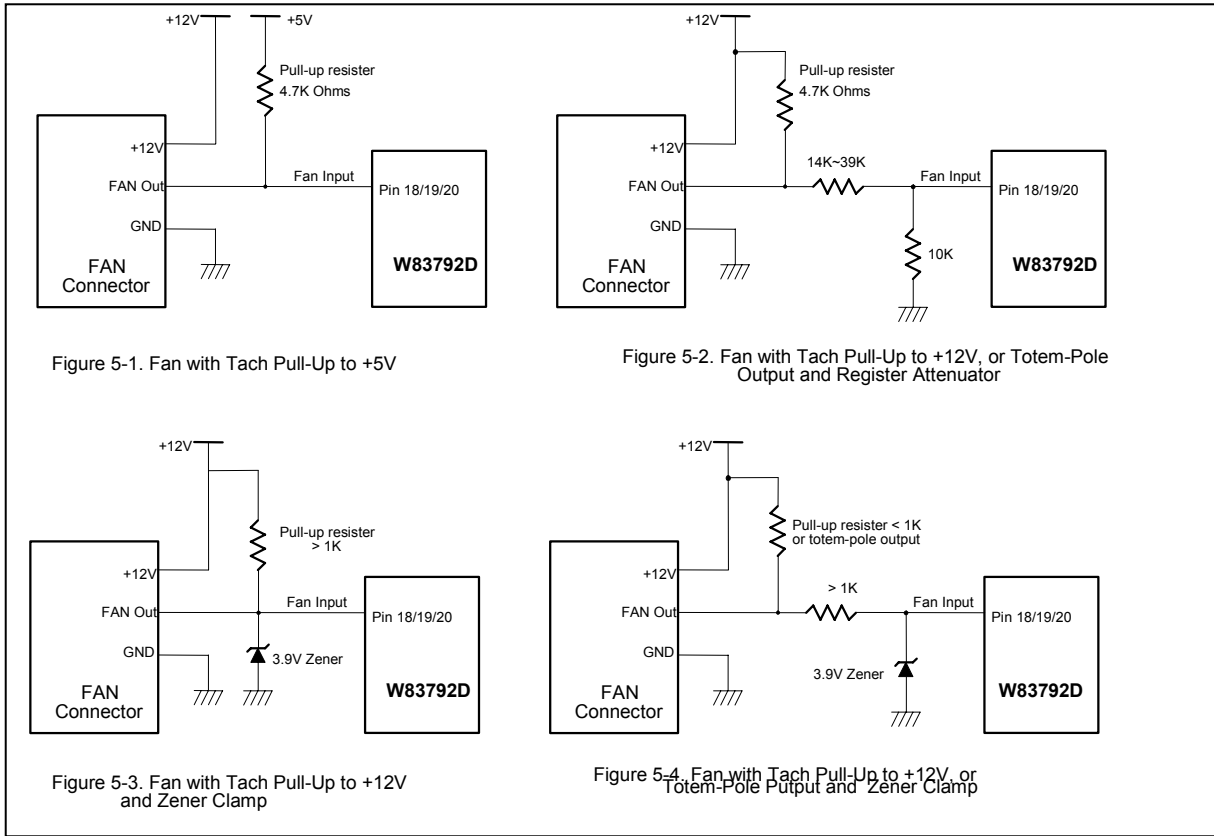 +12V
+5V
Pull-up resister
4.7K Ohms
+12V
FAN Out
GND
FAN
Connector
Fan Input
Pin 18/19/20
W83792D
Figure 5-1. Fan with Tach Pull-Up to +5V
+12V
Pull-up resister
4.7K Ohms
+12V
FAN Out
GND
FAN
Connector
14K~39K
Fan Input
10K
Pin 18/19/20
W83792D
Figure 5-2. Fan with Tach Pull-Up to +12V, or Totem-Pole
Output and Register Attenuator
+12V
Pull-up resister
> 1K
+12V
FAN Out
GND
FAN
Connector
Fan Input
3.9V Zener
Pin 18/19/20
W83792D
Figure 5-3. Fan with Tach Pull-Up to +12V
and Zener Clamp
+12V
Pull-up resister < 1K
or totem-pole output
+12V
FAN Out
GND
FAN
Connector
> 1K
Fan Input
3.9V Zener
Pin 18/19/20
W83792D
Figure 5-4. Fan with Tach Pull-Up to +12V, or
Totem-Pole Putput and Zener Clamp